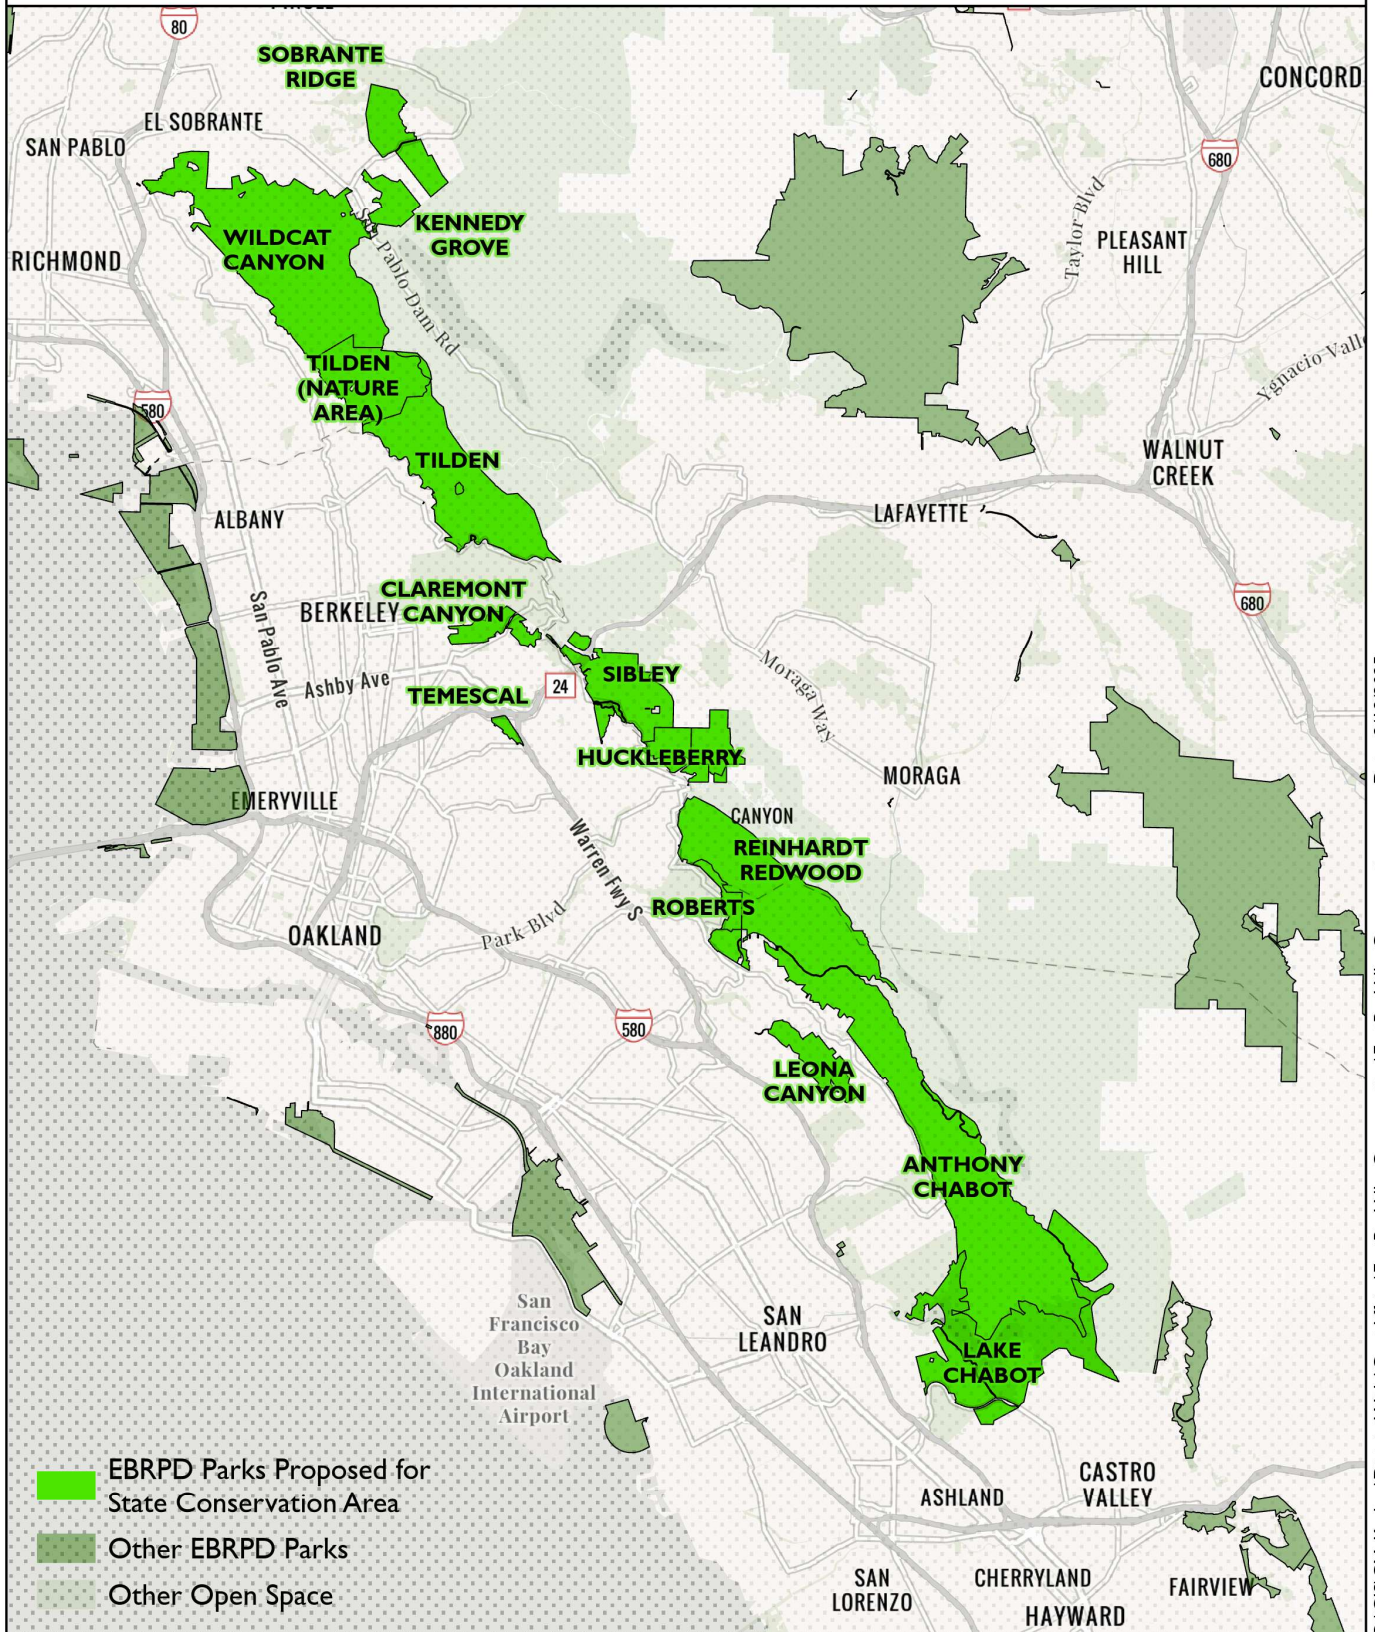 80
SOBRANTE
RIDGE
CONCORD
EL SOBRANTE
SAN PABLO
680
KENNEDY
GROVE
WILDCAT
CANYON
RICHMOND
Taylor Blvd
PLEASANT
HILL
San Pablo Dam Rd
TILDEN
(NATURE
AREA)
580
TILDEN
WALNUT
CREEK
ALBANY
LAFAYETTE
CLAREMONT
CANYON
BERKELEY
680
San Pablo Ave
Ashby Ave
24
SIBLEY
TEMESCAL
Moraga Way
HUCKLEBERRY
MORAGA
EMERYVILLE
CANYON
REINHARDT
REDWOOD
Warren Fwy S
ROBERTS
Park Blvd
OAKLAND
880
580
LEONA
CANYON
ANTHONY
CHABOT
San
Francisco
Bay
Oakland
International
Airport
SAN
LEANDRO
LAKE
CHABOT
EBRPD Parks Proposed for
State Conservation Area
Other EBRPD Parks
Other Open Space
CASTRO
VALLEY
ASHLAND
SAN
LORENZO
CHERRYLAND
FAIRVIEW
HAYWARD